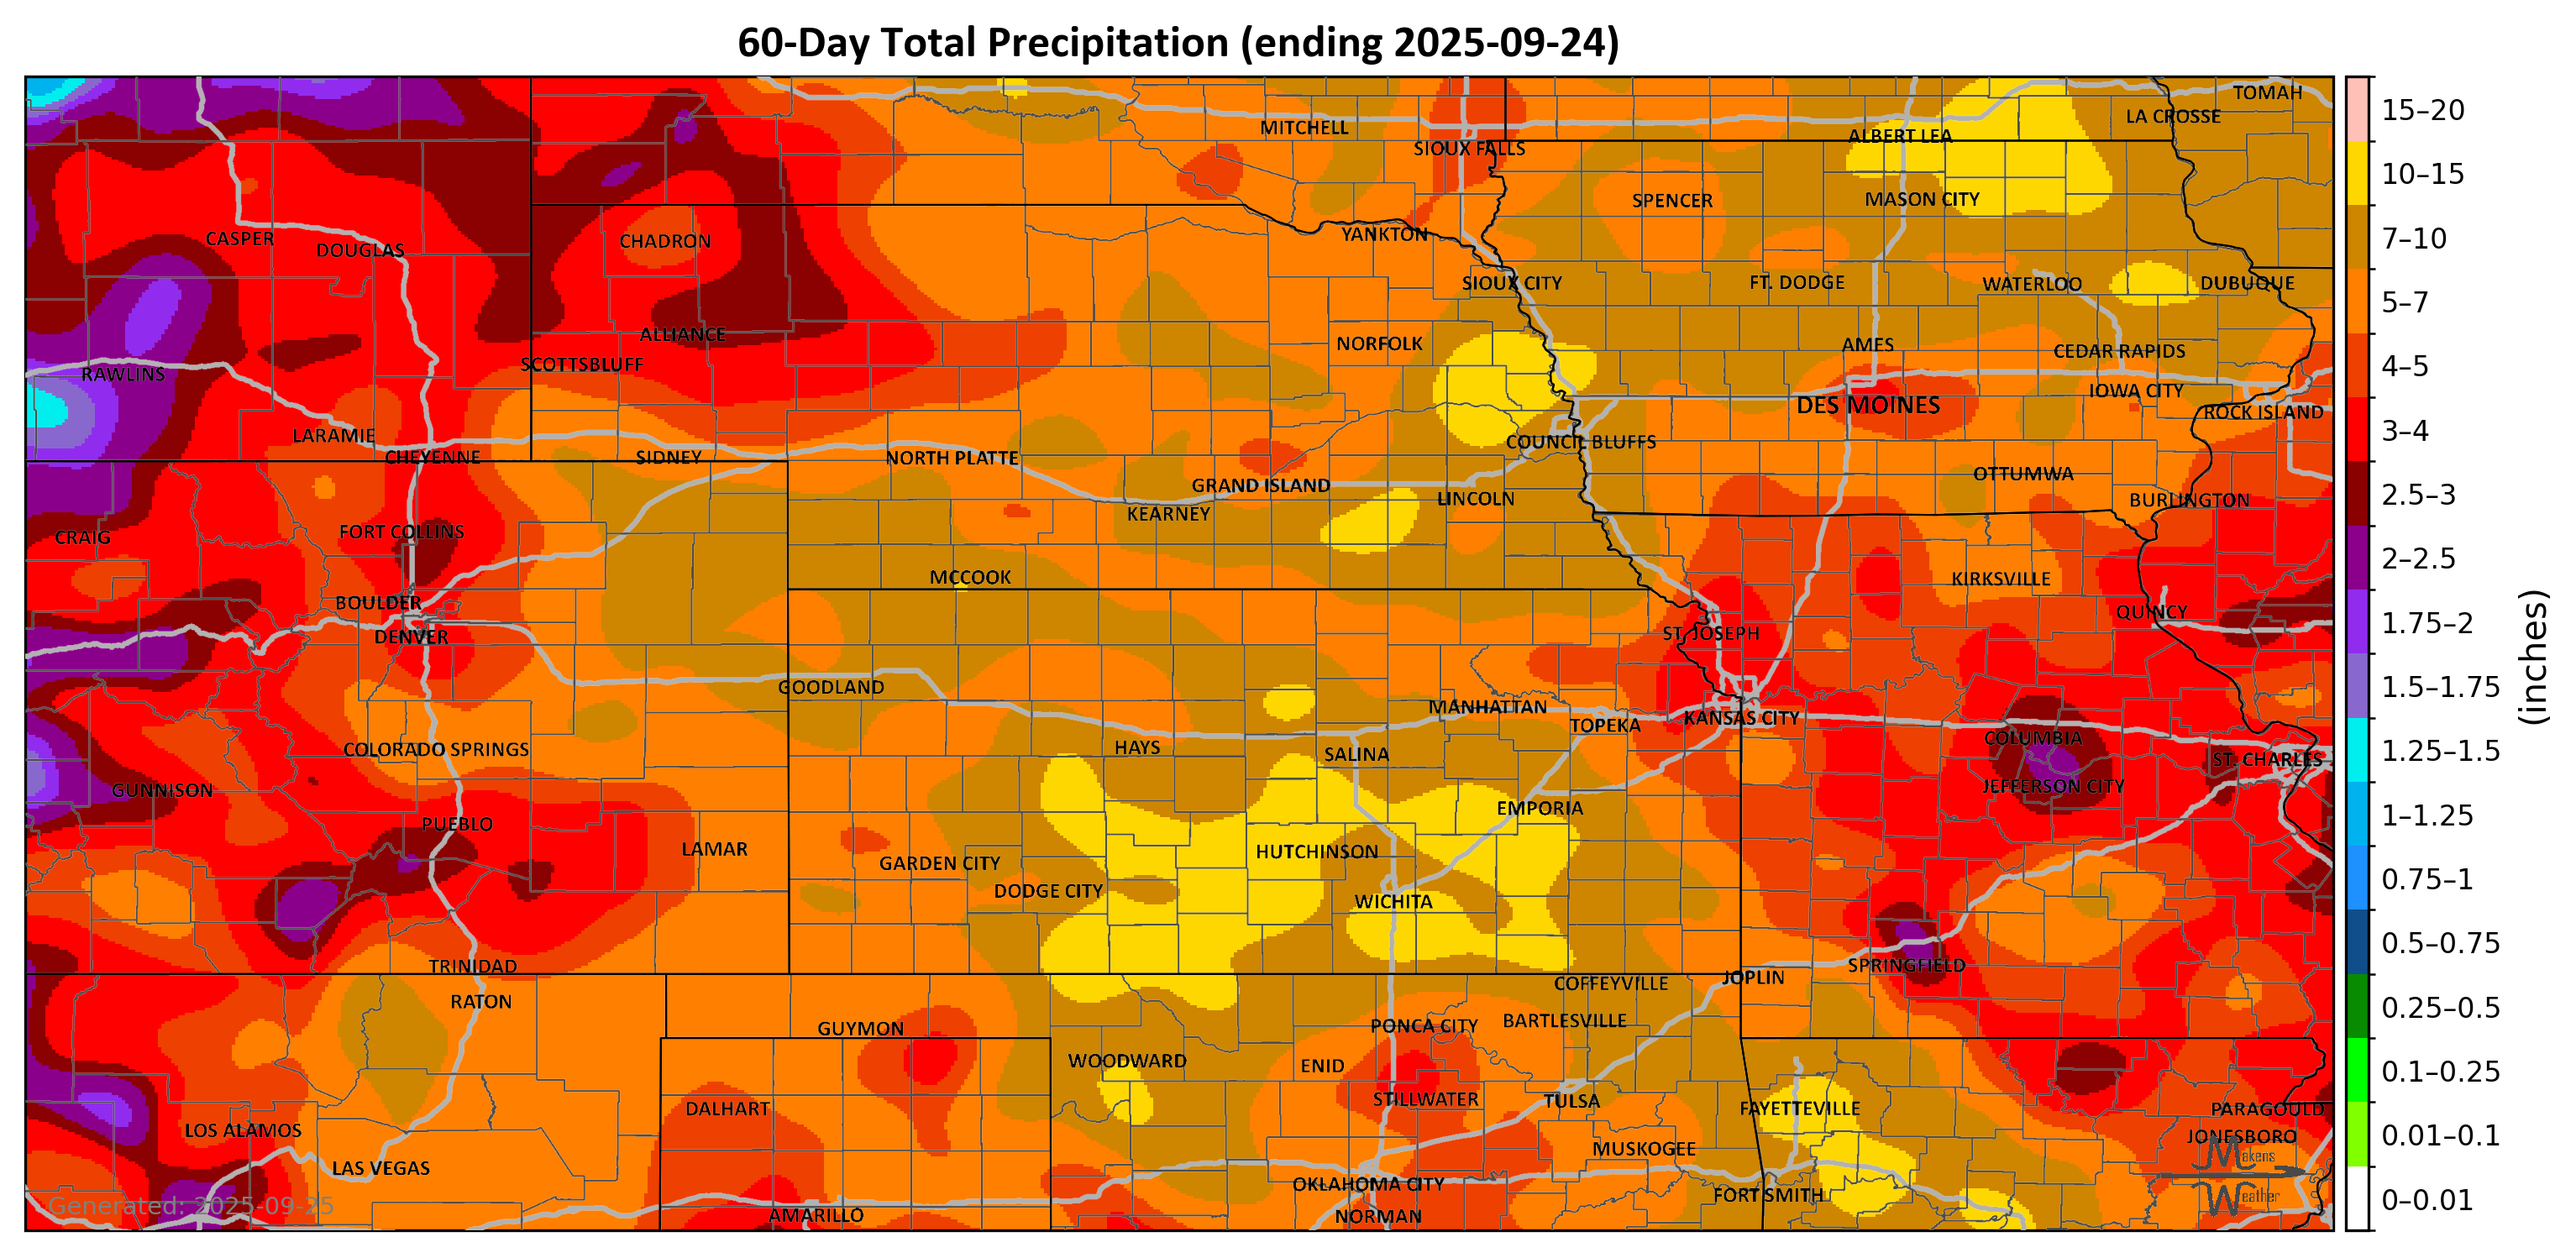 60-Day Total Precipitation (ending 2025-09-24)
TOMAH
LA CROSSE
MITCHELL
ALBERT LEA
SIOUX FALLS
SPENCER
MASON CITY
CASPER
DOUGLAS
CHADRON
YANKTON
SIOUX CITY
FT. DODGE
WATERLOO
DUBUQUE
ALLIANCE
NORFOLK
AMES
CEDAR RAPIDS
SCOTTSBLUFF
RAWLINS
IOWA CITY
DES MOINES
ROCK ISLAND
LARAMIE
COUNCIL BLUFFS
CHEYENNE
SIDNEY
NORTH PLATTE
OTTUMWA
GRAND ISLAND
LINCOLN
BURLINGTON
KEARNEY
CRAIG
FORT COLLINS
MCCOOK
KIRKSVILLE
BOULDER
QUINCY
DENVER
ST. JOSEPH
GOODLAND
MANHATTAN
TOPEKA
KANSAS CITY
COLUMBIA
COLORADO SPRINGS
HAYS
SALINA
ST. CHARLES
GUNNISON
JEFFERSON CITY
EMPORIA
PUEBLO
LAMAR
HUTCHINSON
GARDEN CITY
DODGE CITY
WICHITA
TRINIDAD
SPRINGFIELD
JOPLIN
COFFEYVILLE
RATON
GUYMON
PONCA CITY
BARTLESVILLE
WOODWARD
ENID
STILLWATER
TULSA
DALHART
FAYETTEVILLE
PARAGOULD
LOS ALAMOS
JONESBORO
MUSKOGEE
LAS VEGAS
OKLAHOMA CITY
FORT SMITH
AMARILLO
NORMAN
Makens
Weather
Generated: 2025-09-25
15–20
10–15
7–10
5–7
4–5
3–4
2.5–3
2–2.5
1.75–2
1.5–1.75
1.25–1.5
1–1.25
0.75–1
0.5–0.75
0.25–0.5
0.1–0.25
0.01–0.1
0–0.01
(inches)